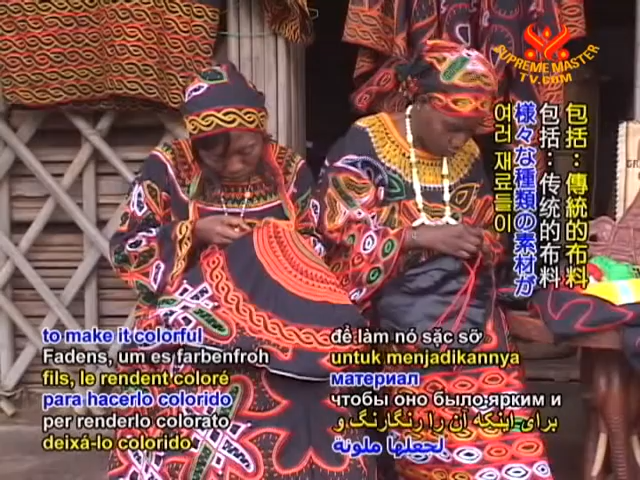 SUPREME MASTER
TV.COM
包括：傳統的布料
包括：传统的布料
様々な種類の素材が
여러 재료들이
to make it colorful,
Fadens, um es farbenfroh
fils, le rendent coloré
para hacerlo colorido
per renderlo colorato
deixá-lo colorido.
để làm nó sặc sỡ
untuk menjadikannya
material
чтобы оно было ярким и
برای اینکه آن را رنگارنگ و
لجعلها ملونة